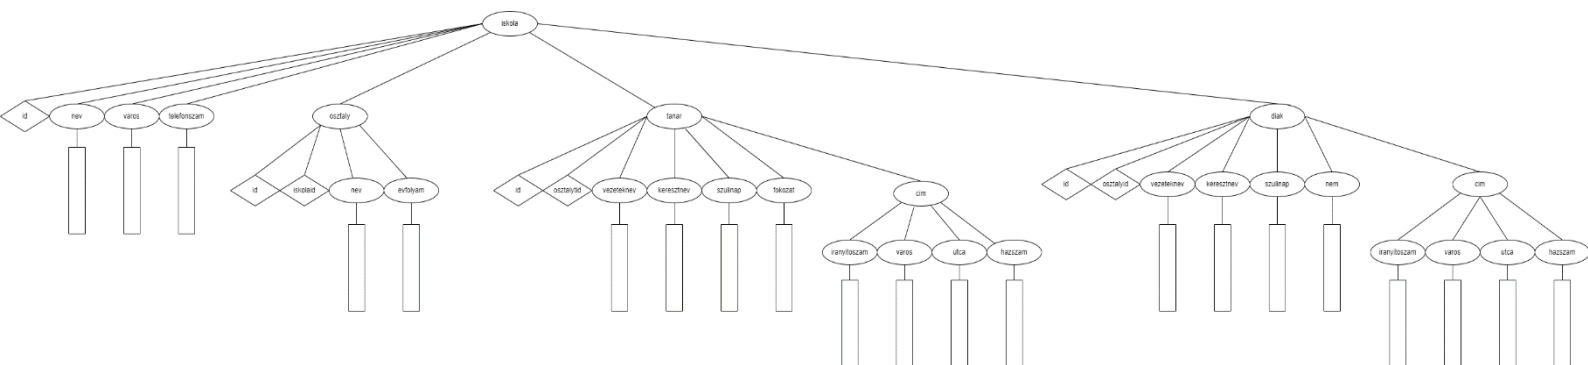 iskola
id nev varos telefonszam osztaly tanar diak
id iskolaid nev evfolyam id osztalytid vezeteknev keresztnev szulinap fokozat cim id osztalyid vezeteknev keresztnev szulinap nem cim
iranyitoszam varos utca hazszam iranyitoszam varos utca hazszam